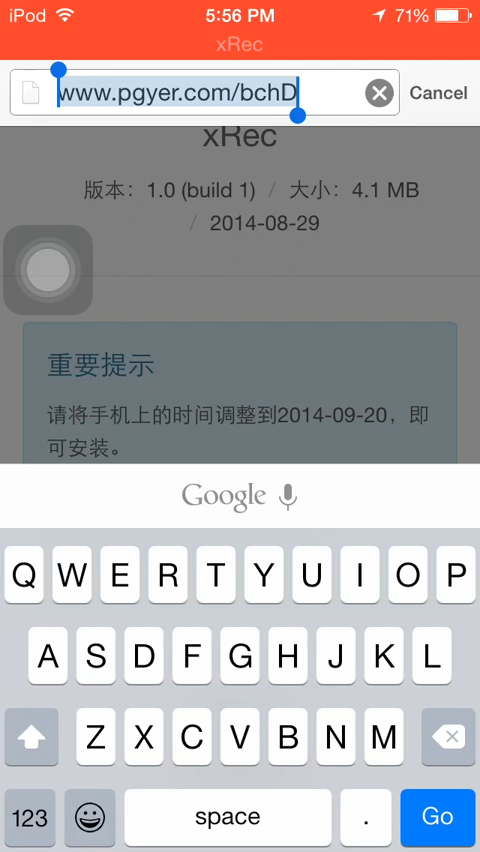 iPod 5:56 PM 71%
xRec
www.pgyer.com/bchD Cancel
xRec
版本：1.0 (build 1) / 大小：4.1 MB
/ 2014-08-29
重要提示
请将手机上的时间调整到2014-09-20，即
可安装。
Google
Q W E R T Y U I O P
A S D F G H J K L
Z X C V B N M
123 space . Go